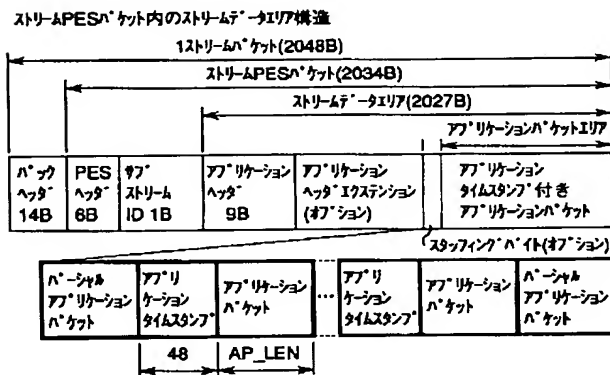 ストリームPESパケット内のストリームデータエリア構造
1ストリームパケット(2048B)
ストリームPESパケット(2034B)
ストリームデータエリア(2027B)
アプリケーションパケットエリア
パック
ヘッダ
14B
PES
ヘッダ
6B
サブ
ストリーム
ID 1B
アプリケーション
ヘッダ
9B
アプリケーション
ヘッダエクステンション
(オプション)
アプリケーション
タイムスタンプ付き
アプリケーションパケット
スタッフィングバイト(オプション)
パーシャル
アプリケーション
パケット
アプリ
ケーション
タイムスタンプ
アプリケーション
パケット
…
アプリ
ケーション
タイムスタンプ
アプリケーション
パケット
パーシャル
アプリケーション
パケット
48
AP_LEN